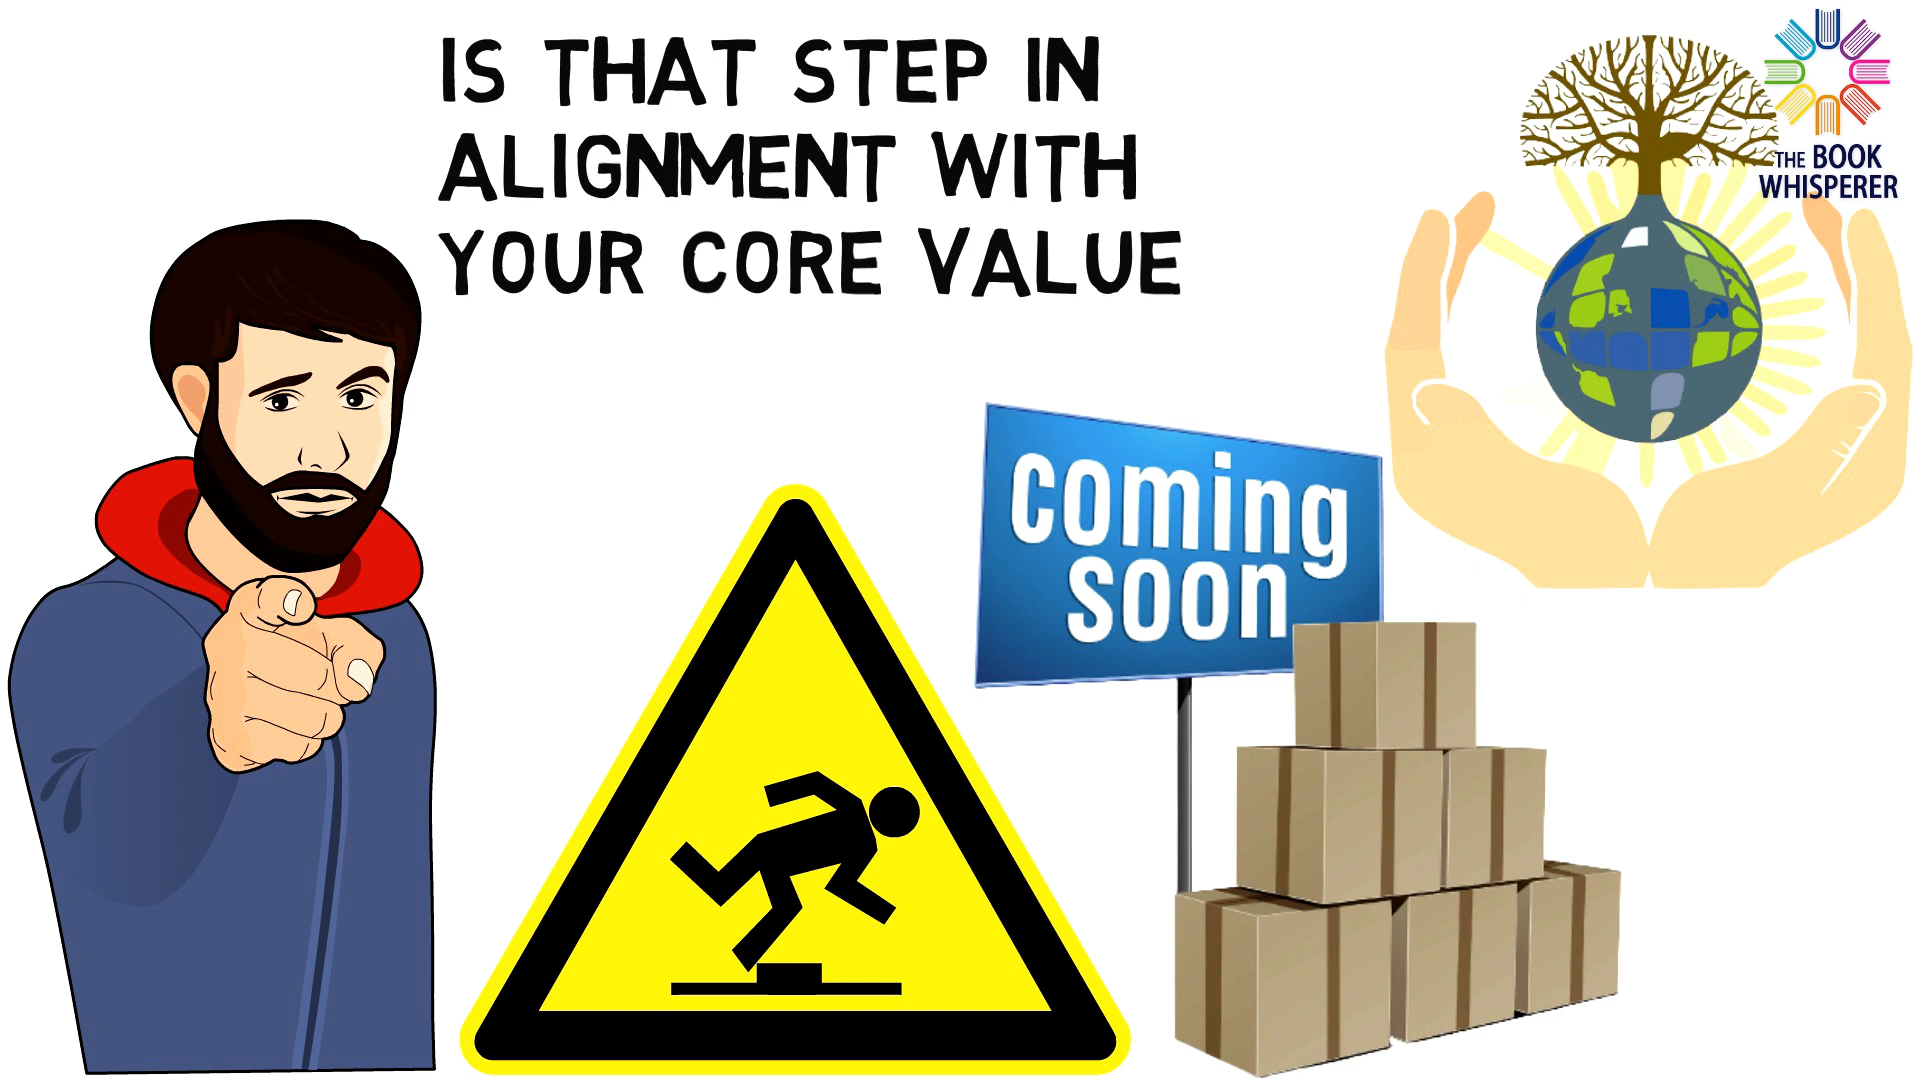 IS THAT STEP IN
ALIGNMENT WITH
YOUR CORE VALUE
THE BOOK
WHISPERER
coming
soon